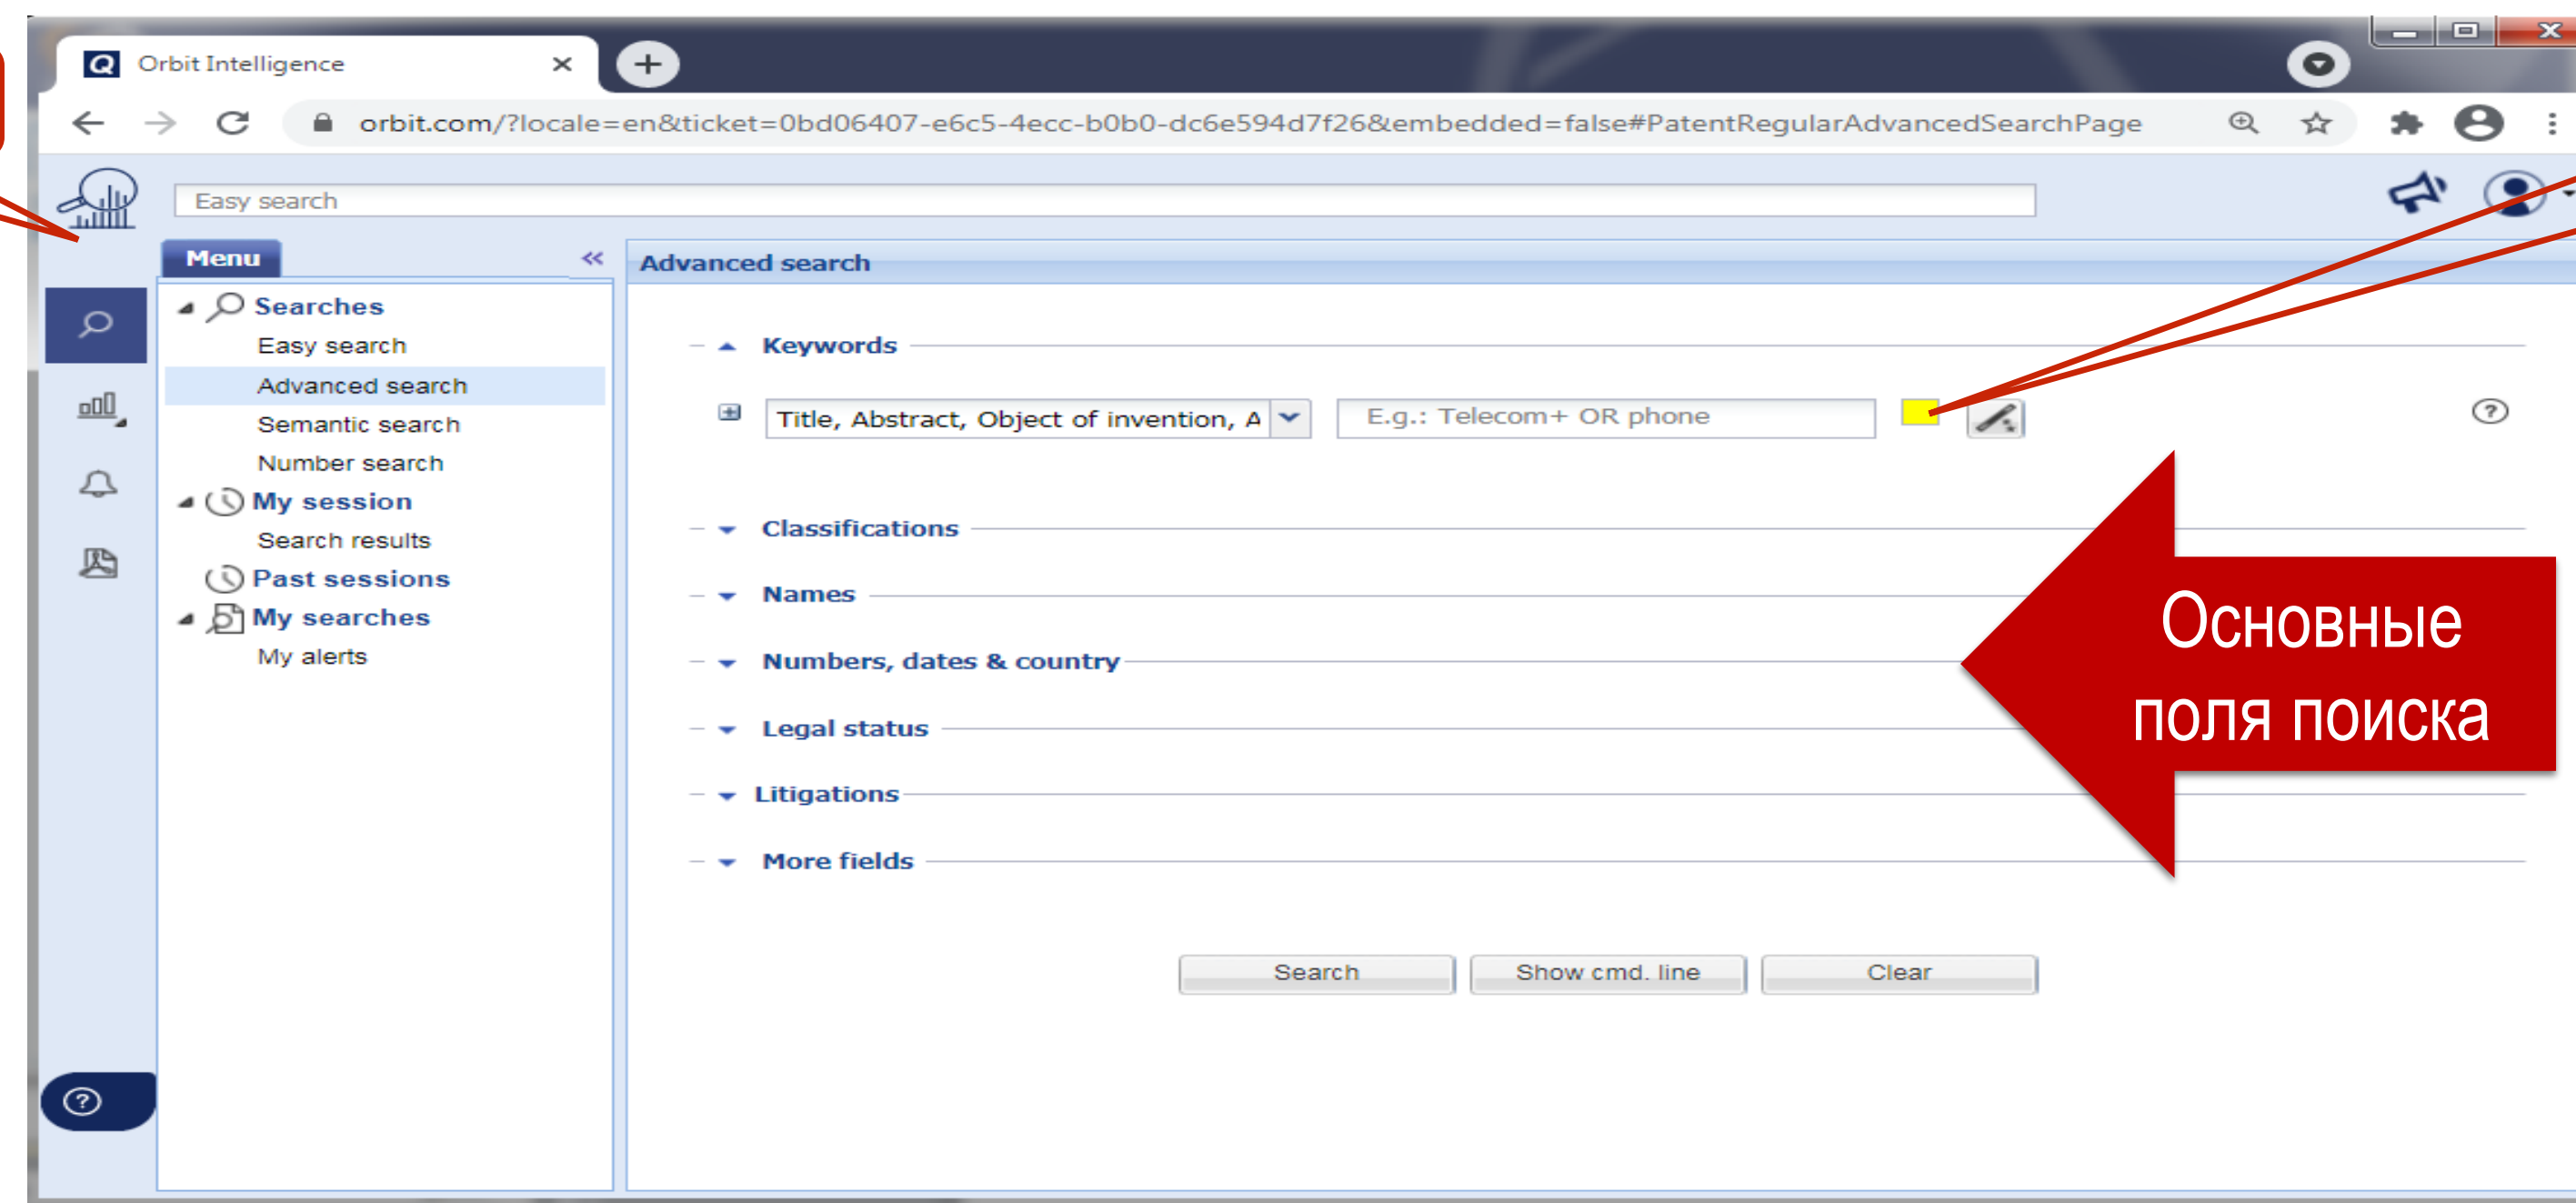 Orbit Intelligence
orbit.com/?locale=en&ticket=0bd06407-e6c5-4ecc-b0b0-dc6e594d7f26&embedded=false#PatentRegularAdvancedSearchPage
Easy search
Menu
Searches
Easy search
Advanced search
Semantic search
Number search
My session
Search results
Past sessions
My searches
My alerts
Advanced search
Keywords
Title, Abstract, Object of invention, A
E.g.: Telecom+ OR phone
Classifications
Names
Numbers, dates & country
Legal status
Litigations
More fields
Search
Show cmd. line
Clear
Основные
поля поиска